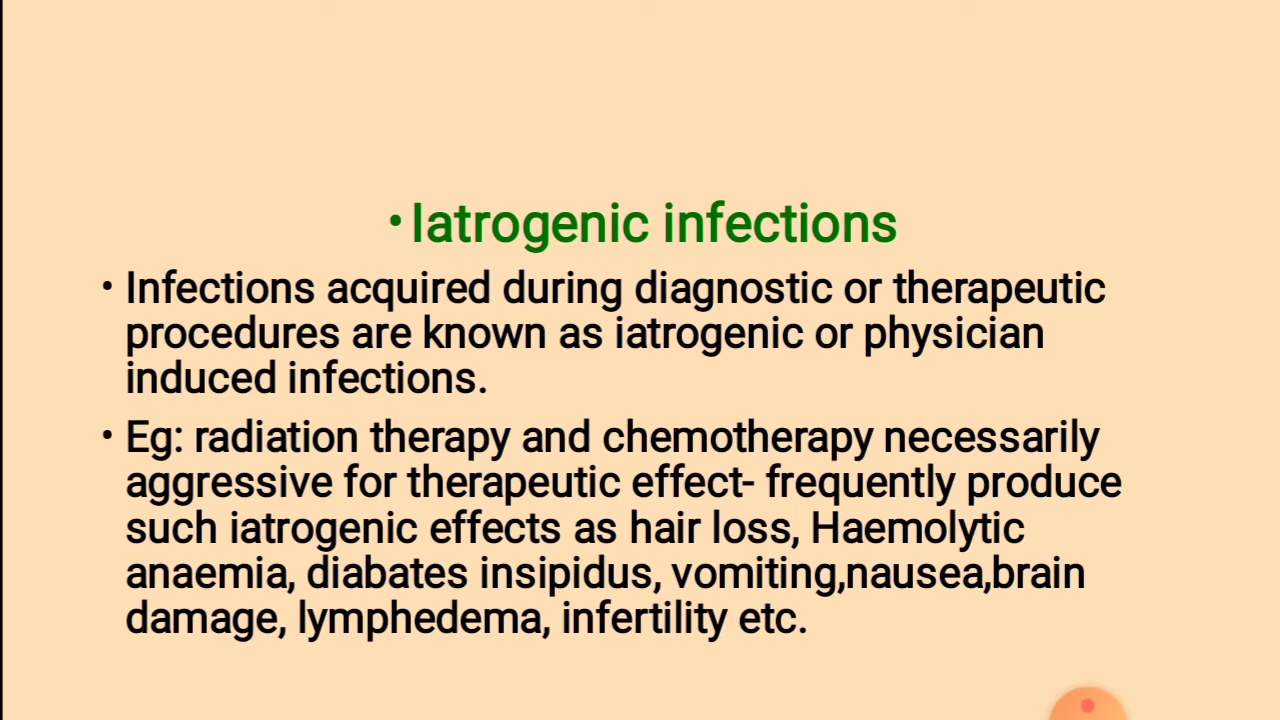 • Iatrogenic infections
• Infections acquired during diagnostic or therapeutic
procedures are known as iatrogenic or physician
induced infections.
• Eg: radiation therapy and chemotherapy necessarily
aggressive for therapeutic effect- frequently produce
such iatrogenic effects as hair loss, Haemolytic
anaemia, diabates insipidus, vomiting,nausea,brain
damage, lymphedema, infertility etc.